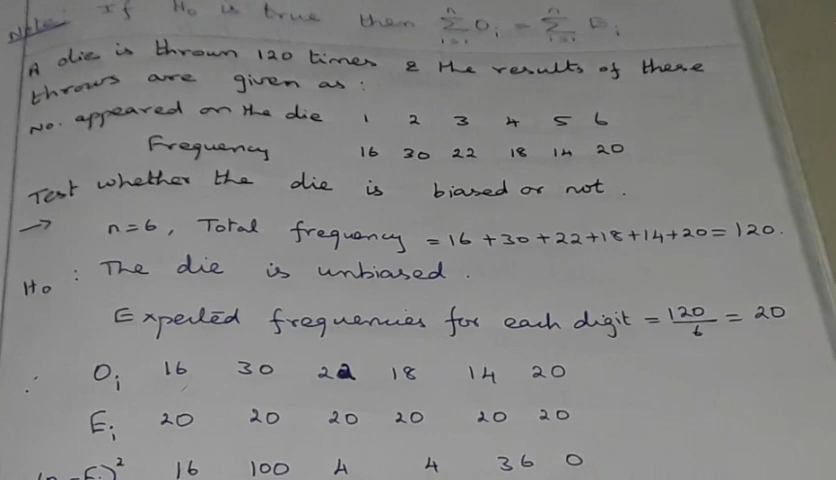 Note: If H₀ is true then ∑ᵢ₌₁ⁿ Oᵢ = ∑ᵢ₌₁ⁿ Eᵢ
A die is thrown 120 times & the results of these
throws are given as :
No. appeared on the die 1 2 3 4 5 6
Frequency 16 30 22 18 14 20
Test whether the die is biased or not .
→ n=6, Total frequency = 16+30+22+18+14+20=120.
H₀ : The die is unbiased .
Expected frequencies for each digit = 120/6 = 20
∴ Oᵢ 16 30 22 18 14 20
Eᵢ 20 20 20 20 20 20
16 100 4 4 36 0